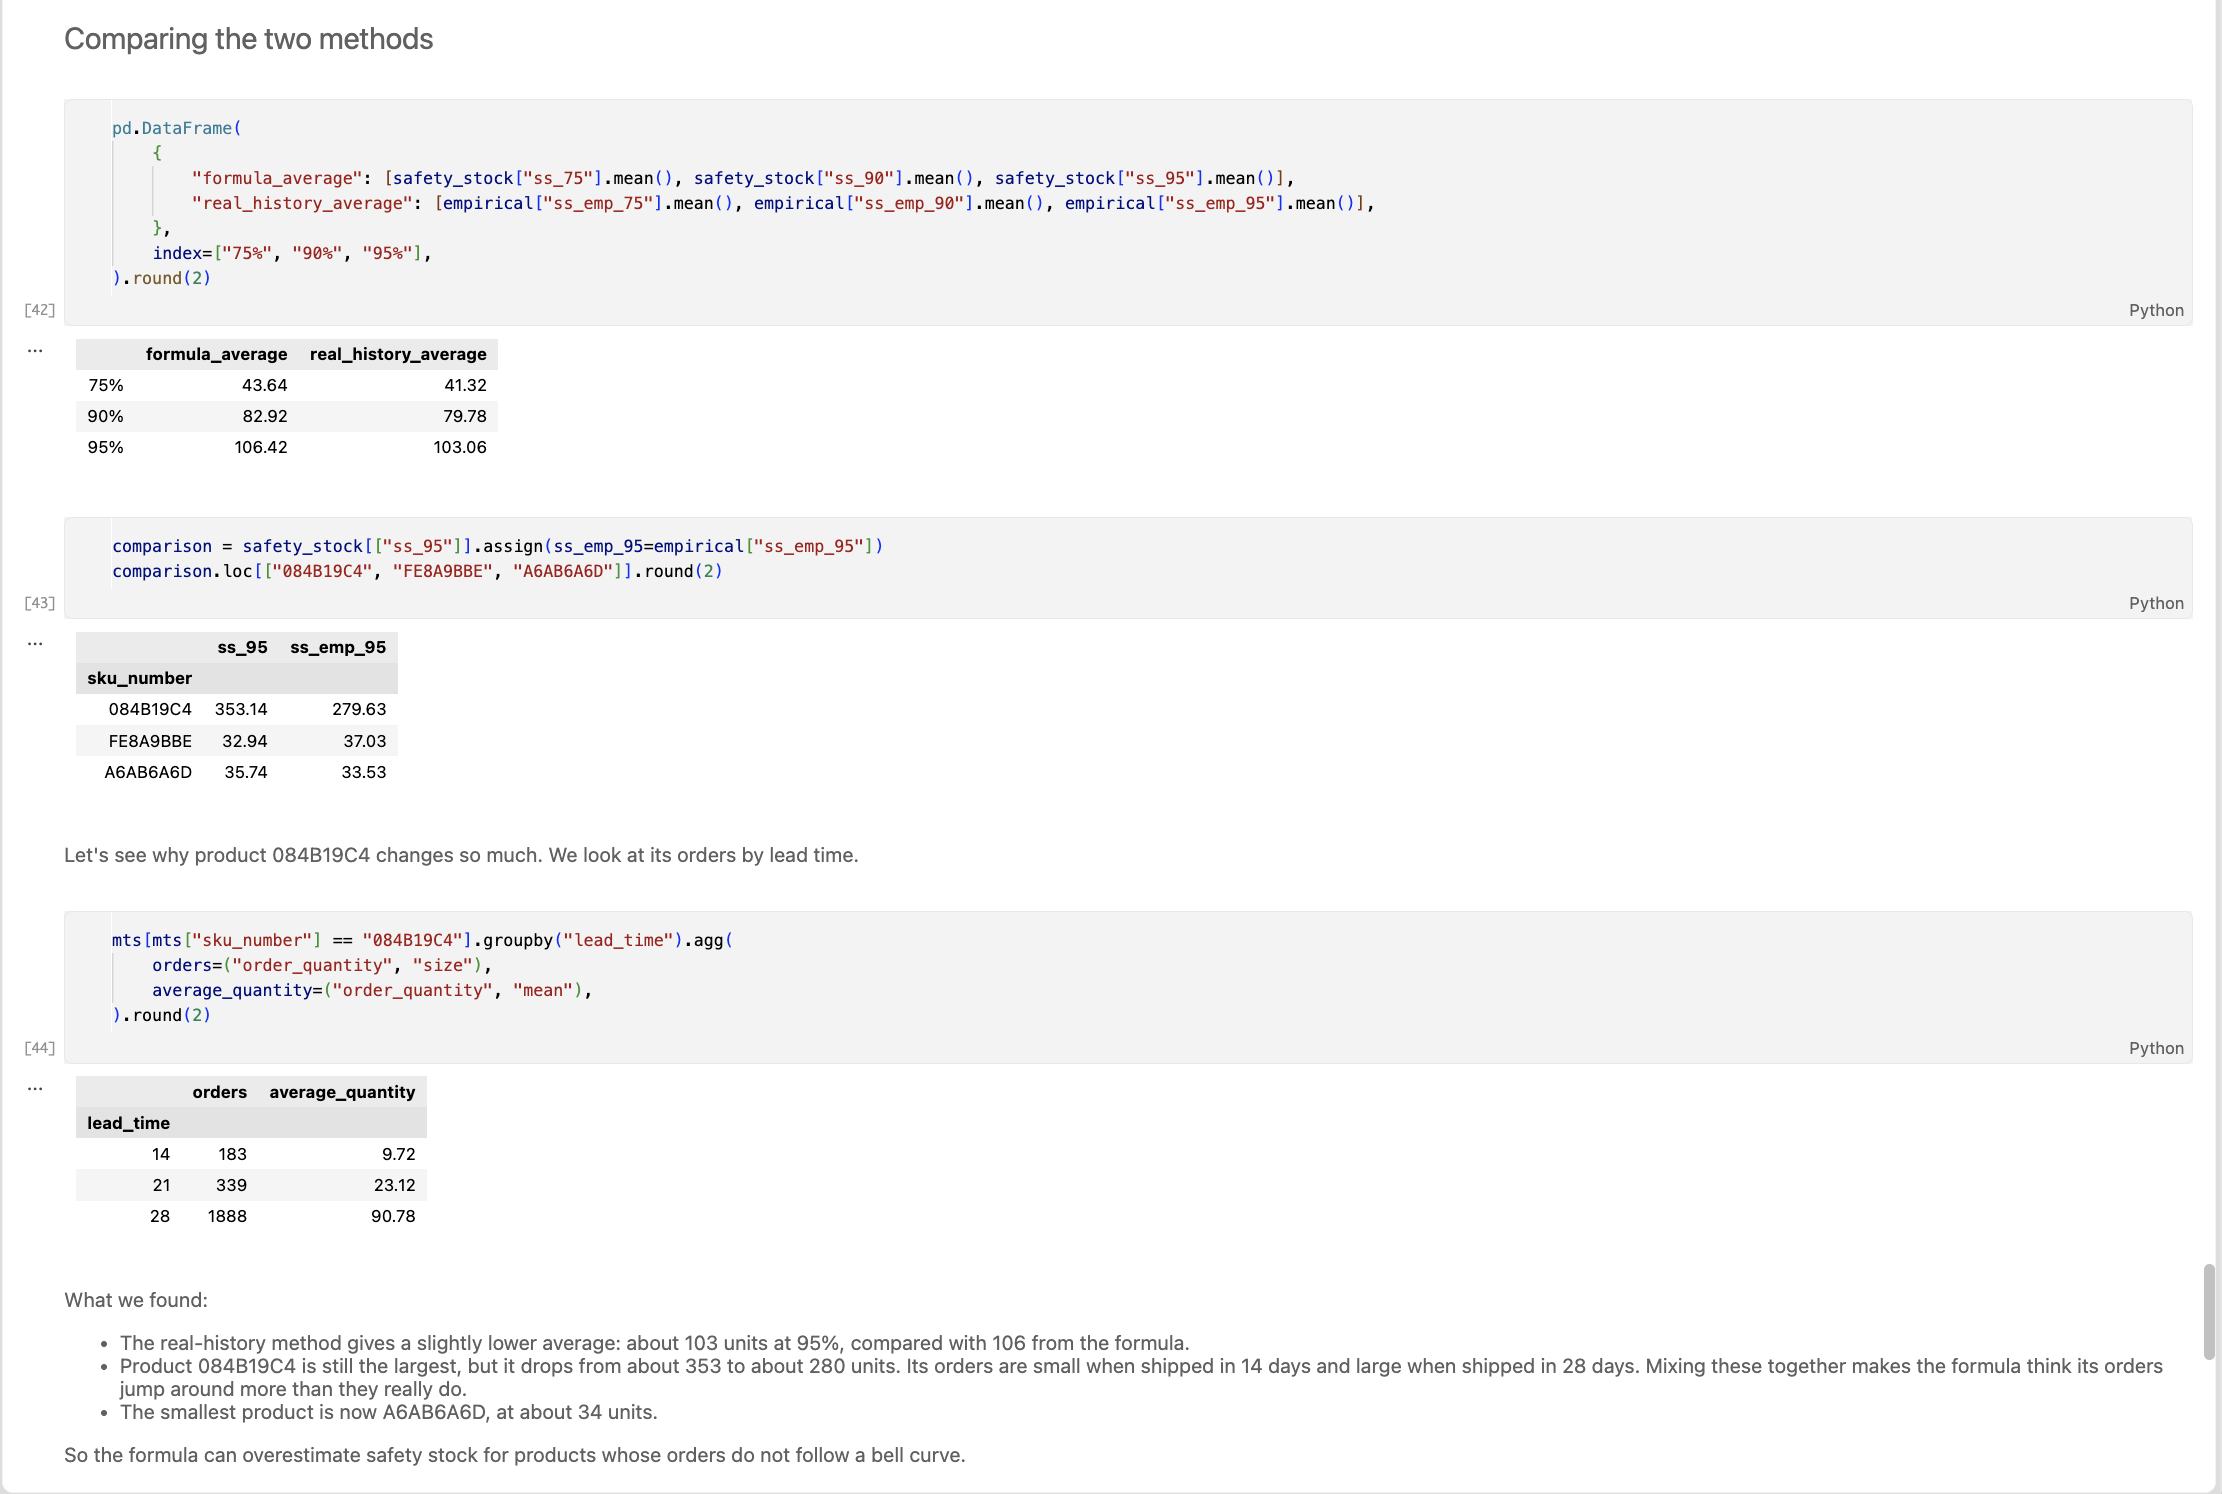 Comparing the two methods
pd.DataFrame(
    {
        "formula_average": [safety_stock["ss_75"].mean(), safety_stock["ss_90"].mean(), safety_stock["ss_95"].mean()],
        "real_history_average": [empirical["ss_emp_75"].mean(), empirical["ss_emp_90"].mean(), empirical["ss_emp_95"].mean()],
    },
    index=["75%", "90%", "95%"],
).round(2)
[42]
Python
...
formula_average real_history_average
75% 43.64 41.32
90% 82.92 79.78
95% 106.42 103.06
comparison = safety_stock[["ss_95"]].assign(ss_emp_95=empirical["ss_emp_95"])
comparison.loc[["084B19C4", "FE8A9BBE", "A6AB6A6D"]].round(2)
[43]
Python
...
ss_95 ss_emp_95
sku_number
084B19C4 353.14 279.63
FE8A9BBE 32.94 37.03
A6AB6A6D 35.74 33.53
Let's see why product 084B19C4 changes so much. We look at its orders by lead time.
mts[mts["sku_number"] == "084B19C4"].groupby("lead_time").agg(
    orders=("order_quantity", "size"),
    average_quantity=("order_quantity", "mean"),
).round(2)
[44]
Python
...
orders average_quantity
lead_time
14 183 9.72
21 339 23.12
28 1888 90.78
What we found:
• The real-history method gives a slightly lower average: about 103 units at 95%, compared with 106 from the formula.
• Product 084B19C4 is still the largest, but it drops from about 353 to about 280 units. Its orders are small when shipped in 14 days and large when shipped in 28 days. Mixing these together makes the formula think its orders
jump around more than they really do.
• The smallest product is now A6AB6A6D, at about 34 units.
So the formula can overestimate safety stock for products whose orders do not follow a bell curve.